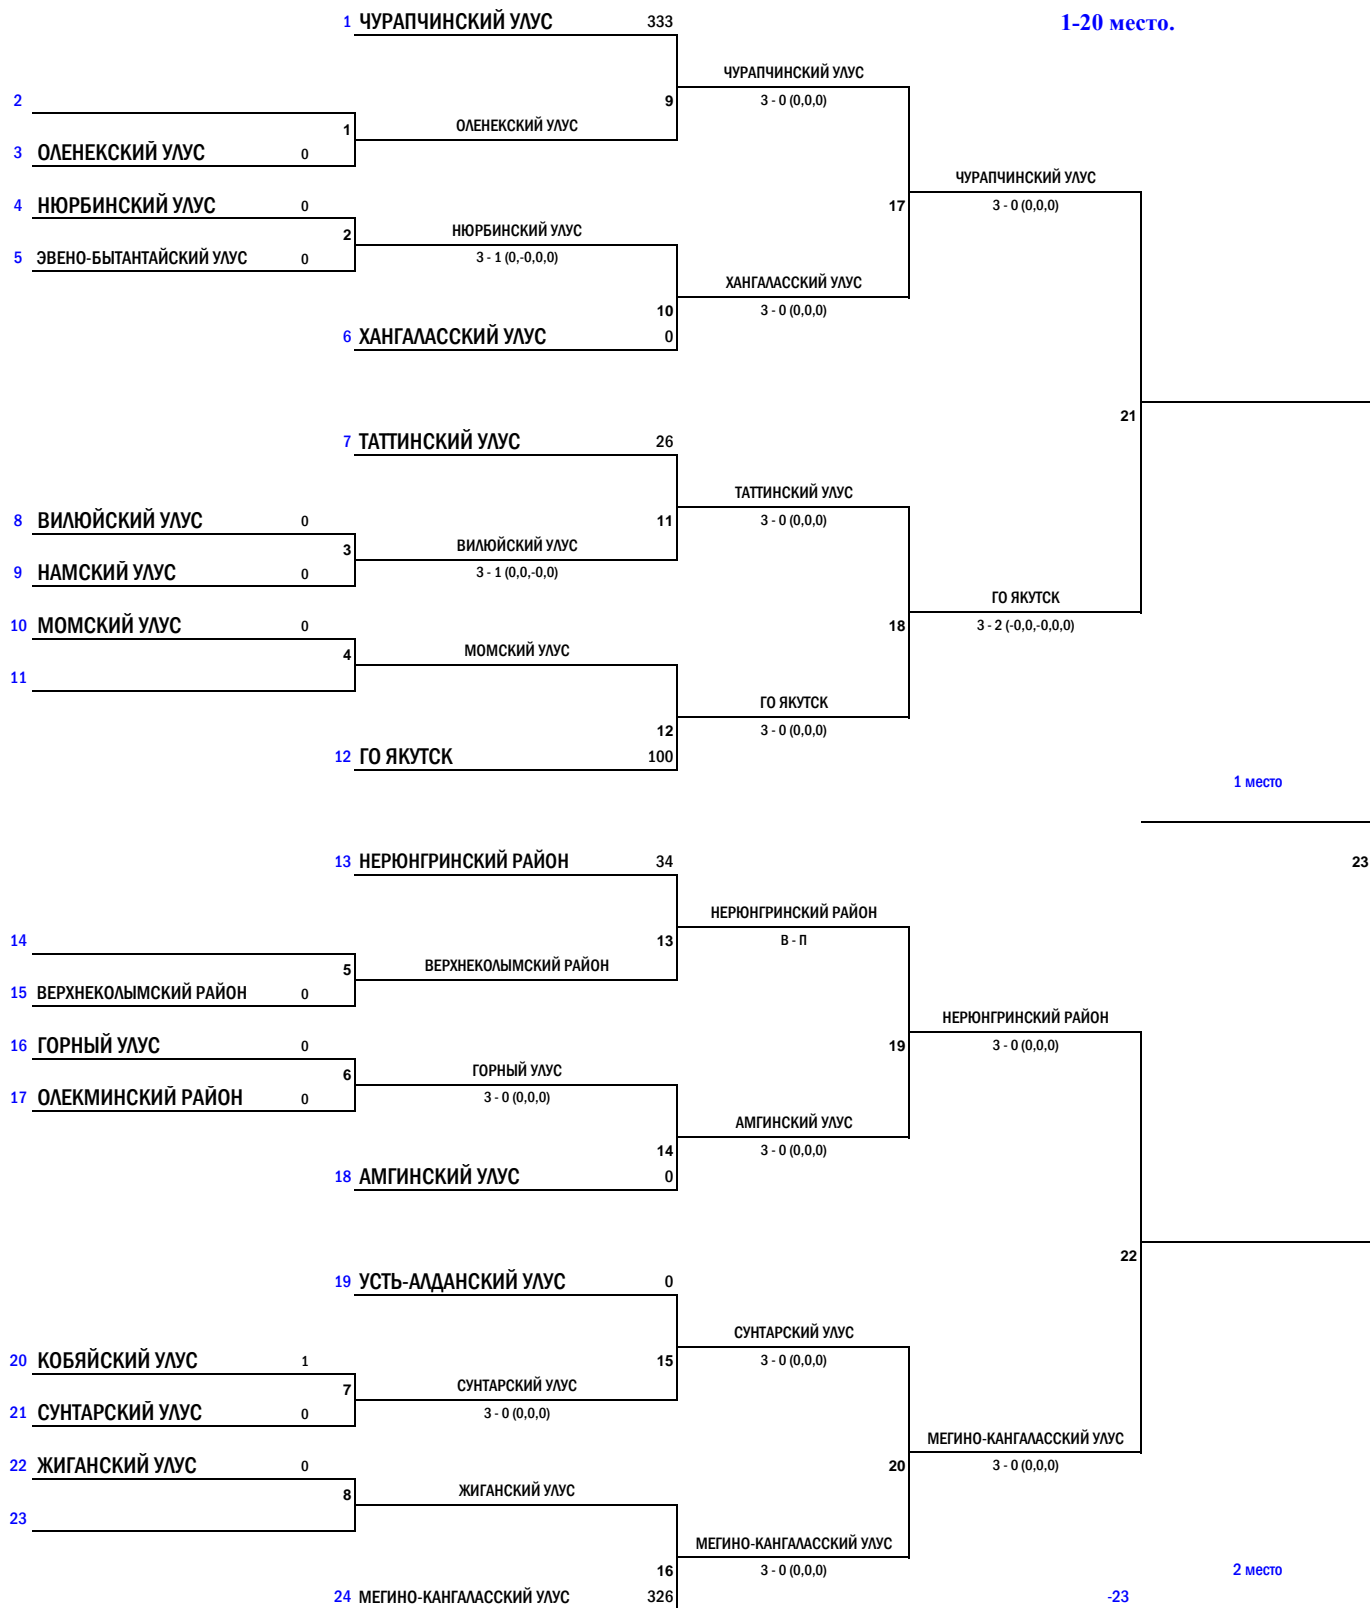 1 ЧУРАПЧИНСКИЙ УЛУС 333
1-20 место.
ЧУРАПЧИНСКИЙ УЛУС
2
9
3 - 0 (0,0,0)
1
ОЛЕНЕКСКИЙ УЛУС
3 ОЛЕНЕКСКИЙ УЛУС 0
ЧУРАПЧИНСКИЙ УЛУС
4 НЮРБИНСКИЙ УЛУС 0
17
3 - 0 (0,0,0)
2
НЮРБИНСКИЙ УЛУС
5 ЭВЕНО-БЫТАНТАЙСКИЙ УЛУС 0
3 - 1 (0,-0,0,0)
ХАНГАЛАССКИЙ УЛУС
10
3 - 0 (0,0,0)
6 ХАНГАЛАССКИЙ УЛУС 0
21
7 ТАТТИНСКИЙ УЛУС 26
ТАТТИНСКИЙ УЛУС
8 ВИЛЮЙСКИЙ УЛУС 0
11
3 - 0 (0,0,0)
3
ВИЛЮЙСКИЙ УЛУС
9 НАМСКИЙ УЛУС 0
3 - 1 (0,0,-0,0)
ГО ЯКУТСК
10 МОМСКИЙ УЛУС 0
18
3 - 2 (-0,0,-0,0,0)
4
МОМСКИЙ УЛУС
11
ГО ЯКУТСК
12
3 - 0 (0,0,0)
12 ГО ЯКУТСК 100
1 место
13 НЕРЮНГРИНСКИЙ РАЙОН 34
23
НЕРЮНГРИНСКИЙ РАЙОН
14
13
В - П
5
ВЕРХНЕКОЛЫМСКИЙ РАЙОН
15 ВЕРХНЕКОЛЫМСКИЙ РАЙОН 0
НЕРЮНГРИНСКИЙ РАЙОН
16 ГОРНЫЙ УЛУС 0
19
3 - 0 (0,0,0)
6
ГОРНЫЙ УЛУС
17 ОЛЕКМИНСКИЙ РАЙОН 0
3 - 0 (0,0,0)
АМГИНСКИЙ УЛУС
14
3 - 0 (0,0,0)
18 АМГИНСКИЙ УЛУС 0
22
19 УСТЬ-АЛДАНСКИЙ УЛУС 0
СУНТАРСКИЙ УЛУС
20 КОБЯЙСКИЙ УЛУС 1
15
3 - 0 (0,0,0)
7
СУНТАРСКИЙ УЛУС
21 СУНТАРСКИЙ УЛУС 0
3 - 0 (0,0,0)
МЕГИНО-КАНГАЛАССКИЙ УЛУС
22 ЖИГАНСКИЙ УЛУС 0
20
3 - 0 (0,0,0)
8
ЖИГАНСКИЙ УЛУС
23
МЕГИНО-КАНГАЛАССКИЙ УЛУС
16
3 - 0 (0,0,0)
2 место
24 МЕГИНО-КАНГАЛАССКИЙ УЛУС 326
-23